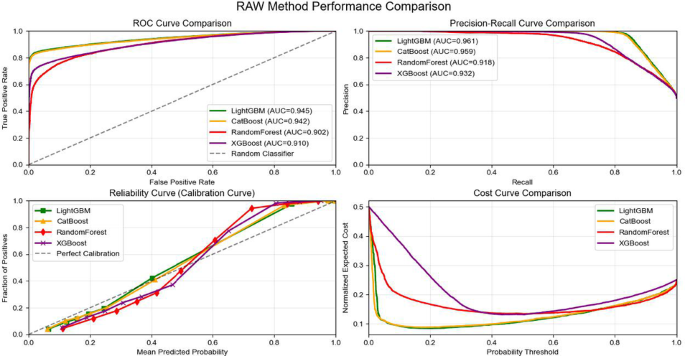 RAW Method Performance Comparison
ROC Curve Comparison
1.0
0.8
0.6
0.4
0.2
0.0
True Positive Rate
LightGBM (AUC=0.945)
CatBoost (AUC=0.942)
RandomForest (AUC=0.902)
XGBoost (AUC=0.910)
Random Classifier
0.0 0.2 0.4 0.6 0.8 1.0
False Positive Rate
Precision-Recall Curve Comparison
1.0
0.8
0.6
0.4
0.2
0.0
Precision
LightGBM (AUC=0.961)
CatBoost (AUC=0.959)
RandomForest (AUC=0.918)
XGBoost (AUC=0.932)
0.0 0.2 0.4 0.6 0.8 1.0
Recall
Reliability Curve (Calibration Curve)
1.0
0.8
0.6
0.4
0.2
0.0
Fraction of Positives
LightGBM
CatBoost
RandomForest
XGBoost
Perfect Calibration
0.0 0.2 0.4 0.6 0.8 1.0
Mean Predicted Probability
Cost Curve Comparison
0.5
0.4
0.3
0.2
0.1
Normalized Expected Cost
LightGBM
CatBoost
RandomForest
XGBoost
0.0 0.2 0.4 0.6 0.8 1.0
Probability Threshold